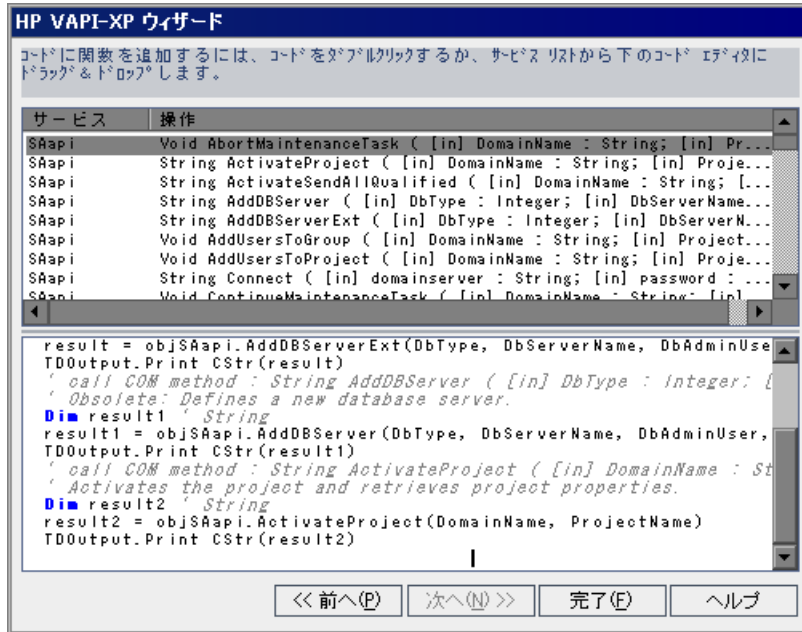 HP VAPI-XP ウィザード
ｺｰﾄﾞに関数を追加するには、ｺｰﾄﾞをﾀﾞﾌﾞﾙｸﾘｯｸするか、ｻｰﾋﾞｽ ﾘｽﾄから下のｺｰﾄﾞ ｴﾃﾞｨﾀに
ﾄﾞﾗｯｸﾞ&ﾄﾞﾛｯﾌﾟします。
サービス 操作
SAapi Void AbortMaintenanceTask ( [in] DomainName : String; [in] Pr...
SAapi String ActivateProject ( [in] DomainName : String; [in] Proje...
SAapi String ActivateSendAllQualified ( [in] DomainName : String; [...
SAapi String AddDBServer ( [in] DbType : Integer; [in] DbServerName...
SAapi String AddDBServerExt ( [in] DbType : Integer; [in] DbServerN...
SAapi Void AddUsersToGroup ( [in] DomainName : String; [in] Project...
SAapi Void AddUsersToProject ( [in] DomainName : String; [in] Proje...
SAapi String Connect ( [in] domainserver : String; [in] password : ...
SAapi Void ContinueMaintenanceTask ( [in] DomainName : String; [in]
result = objSAapi.AddDBServerExt(DbType, DbServerName, DbAdminUse
TDOutput.Print CStr(result)
' call COM method : String AddDBServer ( [in] DbType : Integer; [
' Obsolete: Defines a new database server.
Dim result1 ' String
result1 = objSAapi.AddDBServer(DbType, DbServerName, DbAdminUser,
TDOutput.Print CStr(result1)
' call COM method : String ActivateProject ( [in] DomainName : St
' Activates the project and retrieves project properties.
Dim result2 ' String
result2 = objSAapi.ActivateProject(DomainName, ProjectName)
TDOutput.Print CStr(result2)
<< 前へ(P) 次へ(N) >> 完了(F) ヘルプ